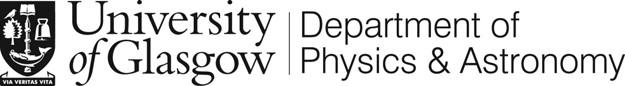 University
of Glasgow
Department of
Physics & Astronomy
VIA VERITAS VITA